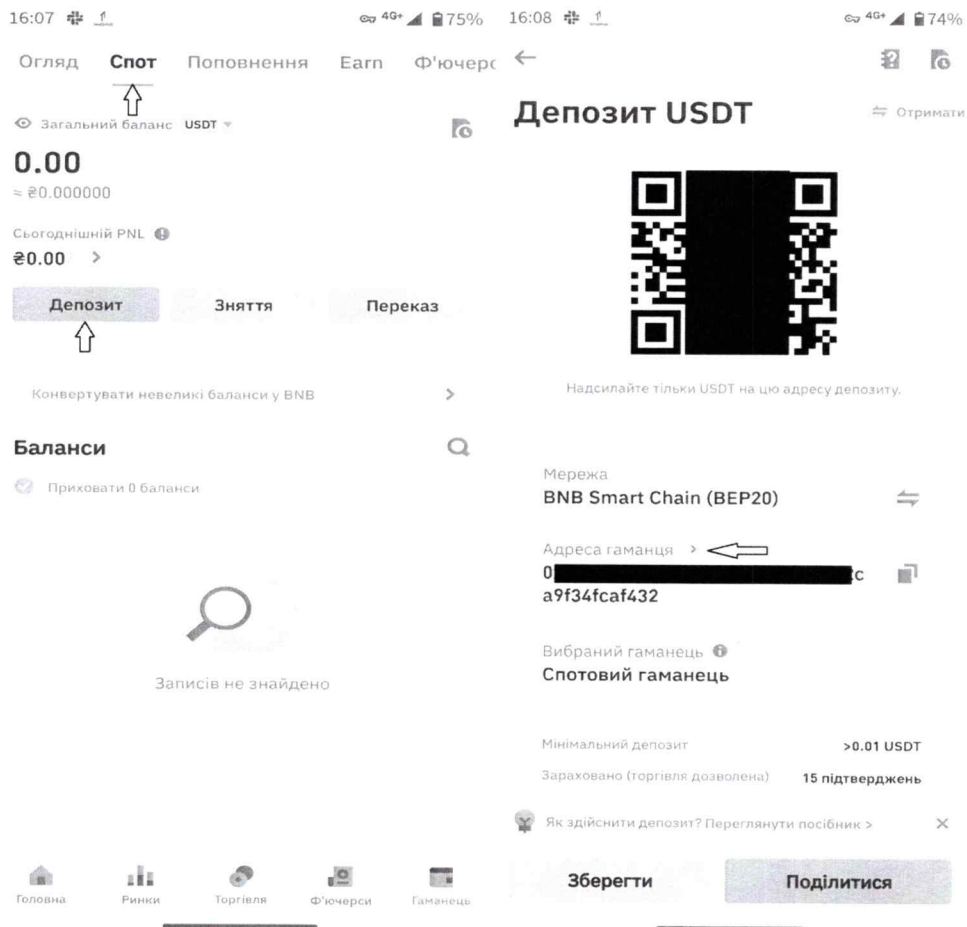 16:07
4G+
75%
Огляд Спот Поповнення Earn Ф'ючерс
Загальний баланс USDT
0.00
≈ ₴0.000000
Сьогоднішній PNL
₴0.00 >
Депозит Зняття Переказ
Конвертувати невеликі баланси у BNB >
Баланси
Приховати 0 баланси
Записів не знайдено
Головна Ринки Торгівля Ф'ючерси Гаманець
16:08
4G+
74%
Депозит USDT
Отримати
Надсилайте тільки USDT на цю адресу депозиту.
Мережа
BNB Smart Chain (BEP20)
Адреса гаманця >
0 c
a9f34fcaf432
Вибраний гаманець
Спотовий гаманець
Мінімальний депозит >0.01 USDT
Зараховано (торгівля дозволена) 15 підтверджень
Як здійснити депозит? Переглянути посібник >
Зберегти Поділитися